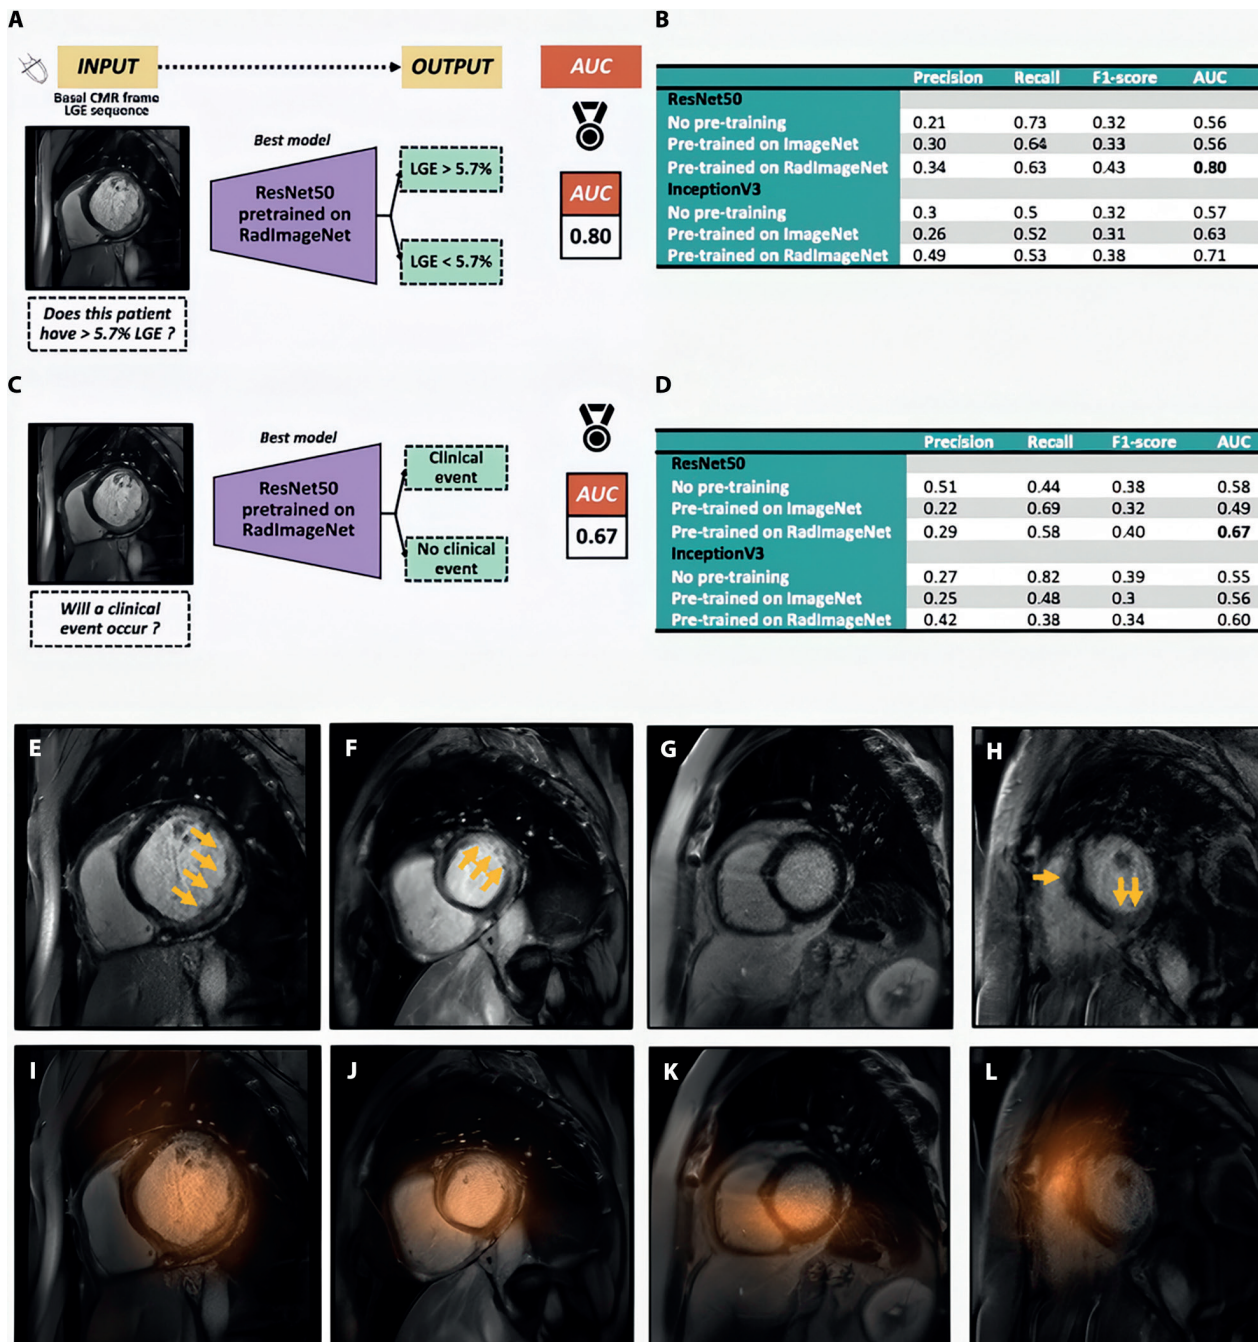 A
INPUT
OUTPUT
AUC
Basal CMR frame
LGE sequence
Best model
ResNet50
pretrained on
RadImageNet
LGE > 5.7%
LGE < 5.7%
AUC
0.80
Does this patient
have > 5.7% LGE ?
B
Precision Recall F1-score AUC
ResNet50
No pre-training 0.21 0.73 0.32 0.56
Pre-trained on ImageNet 0.30 0.64 0.33 0.56
Pre-trained on RadImageNet 0.34 0.63 0.43 0.80
InceptionV3
No pre-training 0.3 0.5 0.32 0.57
Pre-trained on ImageNet 0.26 0.52 0.31 0.63
Pre-trained on RadImageNet 0.49 0.53 0.38 0.71
C
Best model
ResNet50
pretrained on
RadImageNet
Clinical
event
No clinical
event
AUC
0.67
Will a clinical
event occur ?
D
Precision Recall F1-score AUC
ResNet50
No pre-training 0.51 0.44 0.38 0.58
Pre-trained on ImageNet 0.22 0.69 0.32 0.49
Pre-trained on RadImageNet 0.29 0.58 0.40 0.67
InceptionV3
No pre-training 0.27 0.82 0.39 0.55
Pre-trained on ImageNet 0.25 0.48 0.3 0.56
Pre-trained on RadImageNet 0.42 0.38 0.34 0.60
E
F
G
H
I
J
K
L